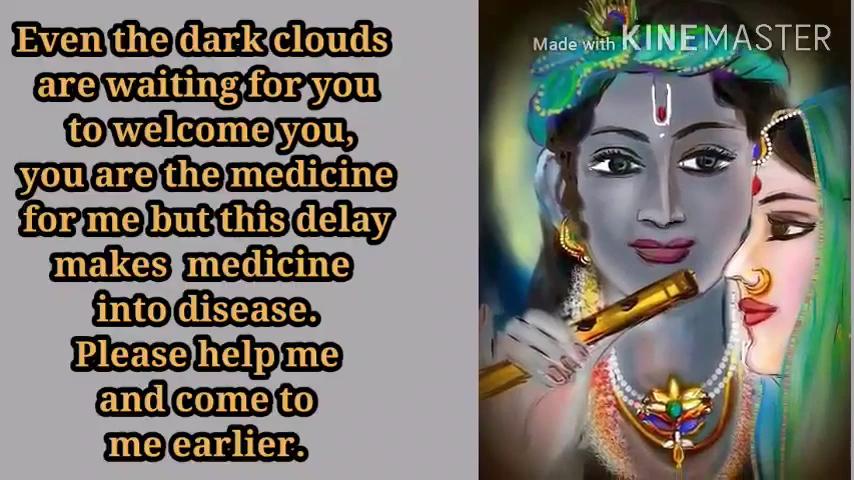 Even the dark clouds
are waiting for you
to welcome you,
you are the medicine
for me but this delay
makes medicine
into disease.
Please help me
and come to
me earlier.
Made with KINEMASTER